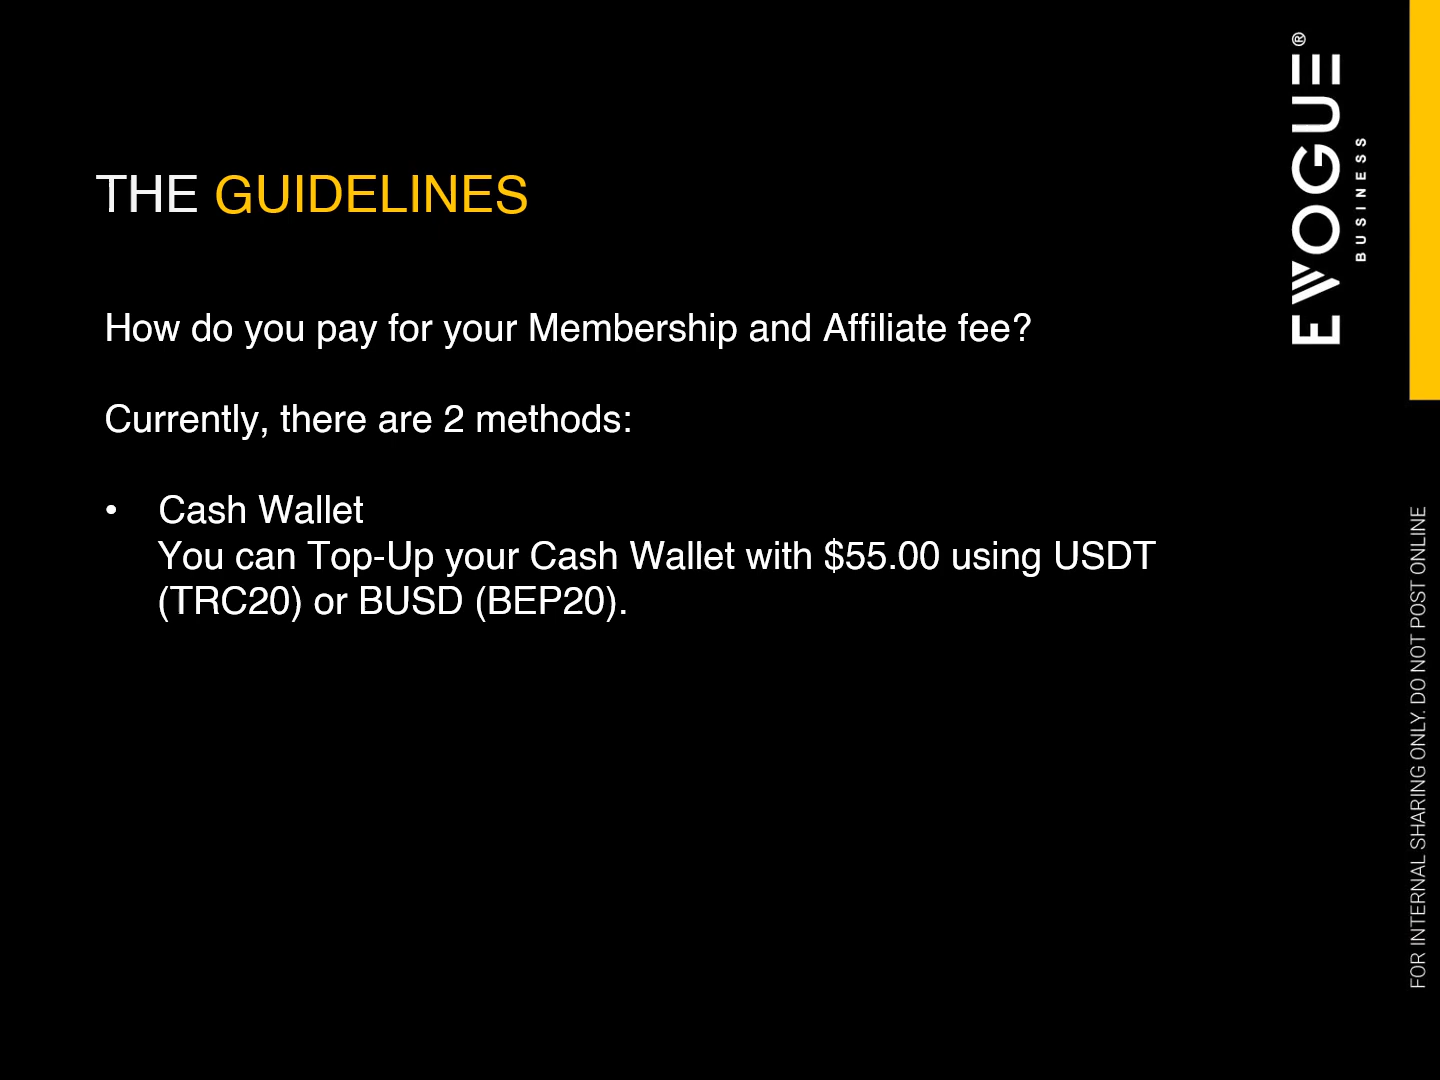 THE GUIDELINES
How do you pay for your Membership and Affiliate fee?
Currently, there are 2 methods:
• Cash Wallet
You can Top-Up your Cash Wallet with $55.00 using USDT
(TRC20) or BUSD (BEP20).
EVOGUE®
BUSINESS
FOR INTERNAL SHARING ONLY. DO NOT POST ONLINE